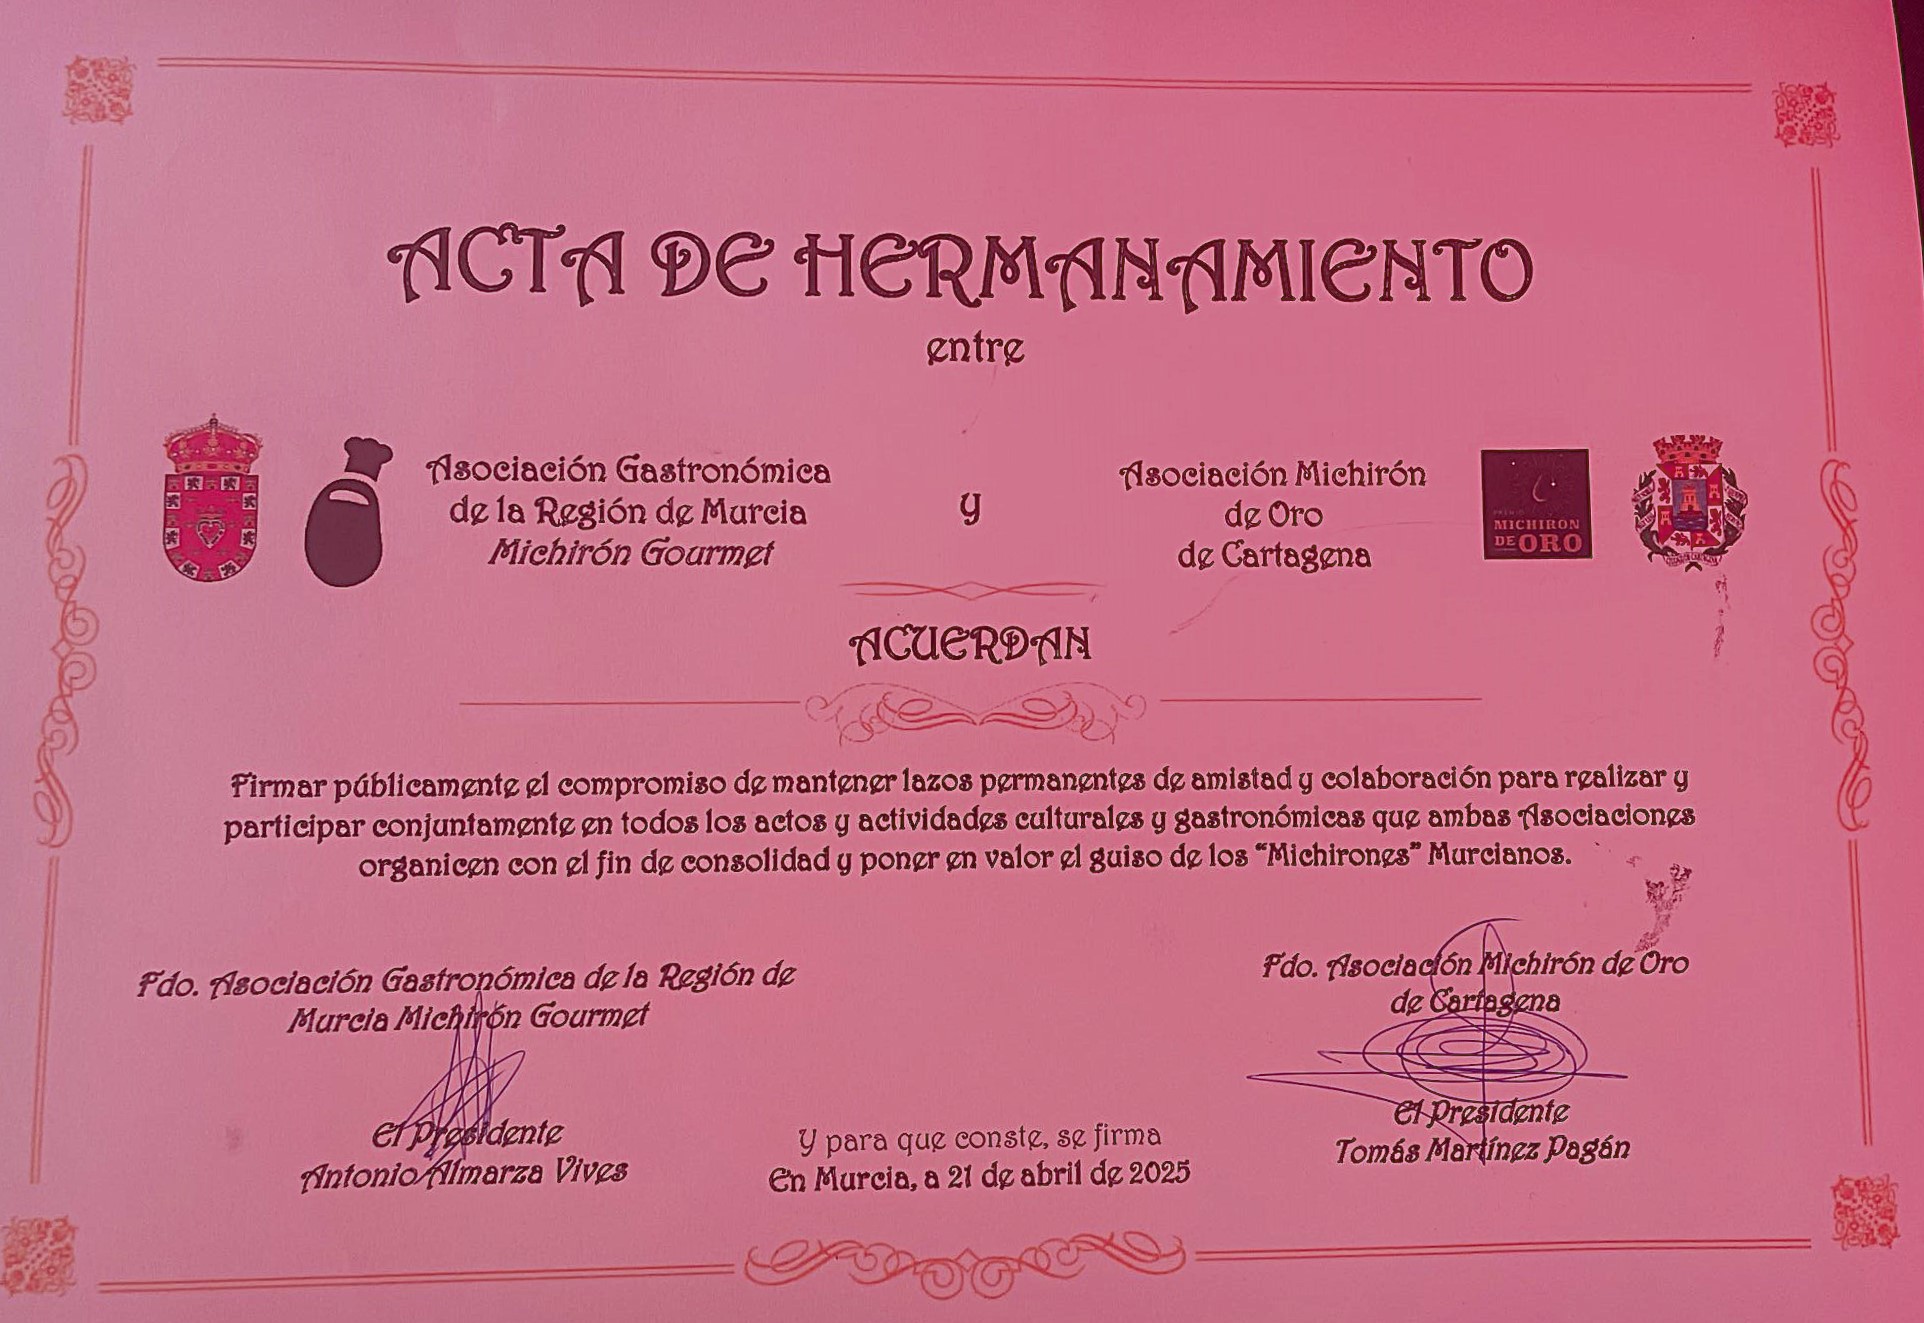 ACTA DE HERMANAMIENTO
entre
Asociación Gastronómica
de la Región de Murcia
Michirón Gourmet
y
Asociación Michirón
de Oro
de Cartagena
MICHIRON
DE ORO
ACUERDAN
Firmar públicamente el compromiso de mantener lazos permanentes de amistad y colaboración para realizar y
participar conjuntamente en todos los actos y actividades culturales y gastronómicas que ambas Asociaciones
organicen con el fin de consolidad y poner en valor el guiso de los “Michirones” Murcianos.
Fdo. Asociación Gastronómica de la Región de
Murcia Michirón Gourmet
El Presidente
Antonio Almarza Vives
Y para que conste, se firma
En Murcia, a 21 de abril de 2025
Fdo. Asociación Michirón de Oro
de Cartagena
El Presidente
Tomás Martínez Pagán